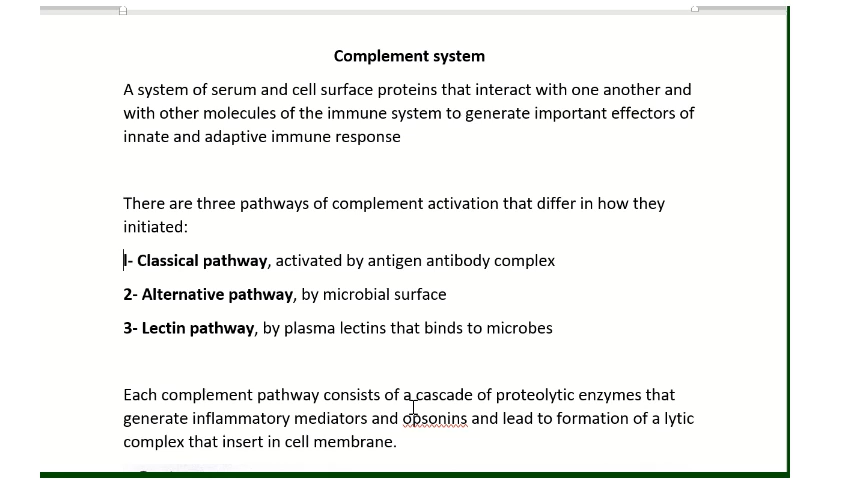 Complement system
A system of serum and cell surface proteins that interact with one another and
with other molecules of the immune system to generate important effectors of
innate and adaptive immune response
There are three pathways of complement activation that differ in how they
initiated:
1- Classical pathway, activated by antigen antibody complex
2- Alternative pathway, by microbial surface
3- Lectin pathway, by plasma lectins that binds to microbes
Each complement pathway consists of a cascade of proteolytic enzymes that
generate inflammatory mediators and opsonins and lead to formation of a lytic
complex that insert in cell membrane.